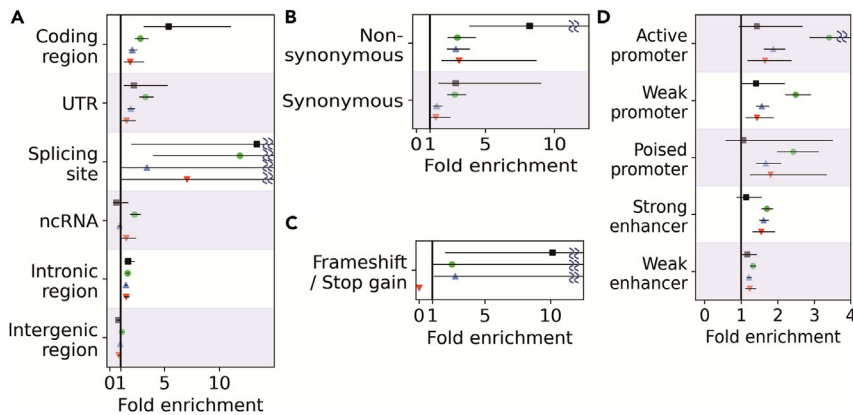 A
Coding
region
UTR
Splicing
site
ncRNA
Intronic
region
Intergenic
region
0 1 5 10
Fold enrichment
B
Non-
synonymous
Synonymous
0 1 5 10
Fold enrichment
C
Frameshift
/ Stop gain
0 1 5 10
Fold enrichment
D
Active
promoter
Weak
promoter
Poised
promoter
Strong
enhancer
Weak
enhancer
0 1 2 3 4
Fold enrichment